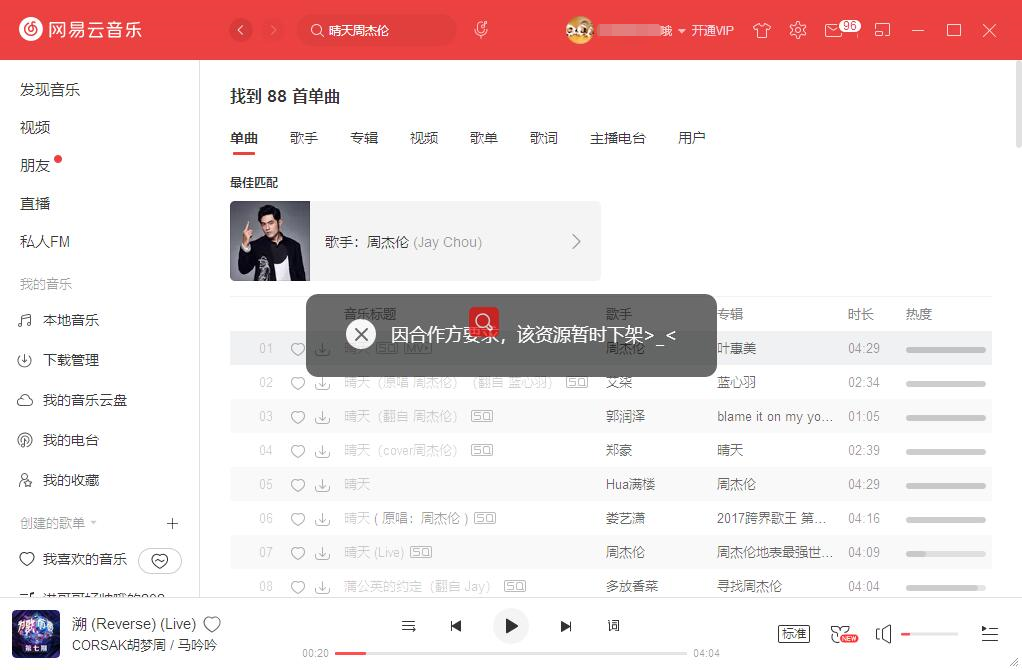 网易云音乐
晴天周杰伦
哦
开通VIP
96
发现音乐
视频
朋友
直播
私人FM
我的音乐
本地音乐
下载管理
我的音乐云盘
我的电台
我的收藏
创建的歌单
我喜欢的音乐
找到 88 首单曲
单曲 歌手 专辑 视频 歌单 歌词 主播电台 用户
最佳匹配
歌手：周杰伦 (Jay Chou)
音乐标题 歌手 专辑 时长 热度
因合作方要求，该资源暂时下架>_<
01 晴天 SQ MV 周杰伦 叶惠美 04:29
02 晴天（原唱 周杰伦）（翻自 蓝心羽） SQ 艾柒 蓝心羽 02:34
03 晴天（翻自 周杰伦） SQ 郭润泽 blame it on my yo... 01:05
04 晴天（cover周杰伦） SQ 郑豪 晴天 02:39
05 晴天 Hua满楼 周杰伦 04:29
06 晴天 ( 原唱：周杰伦 ) SQ 娄艺潇 2017跨界歌王 第... 04:16
07 晴天 (Live) SQ 周杰伦 周杰伦地表最强世... 04:09
08 蒲公英的约定（翻自 Jay） SQ 多放香菜 寻找周杰伦 04:04
第七期
溯 (Reverse) (Live)
CORSAK胡梦周 / 马吟吟
词
00:20
04:04
标准
NEW